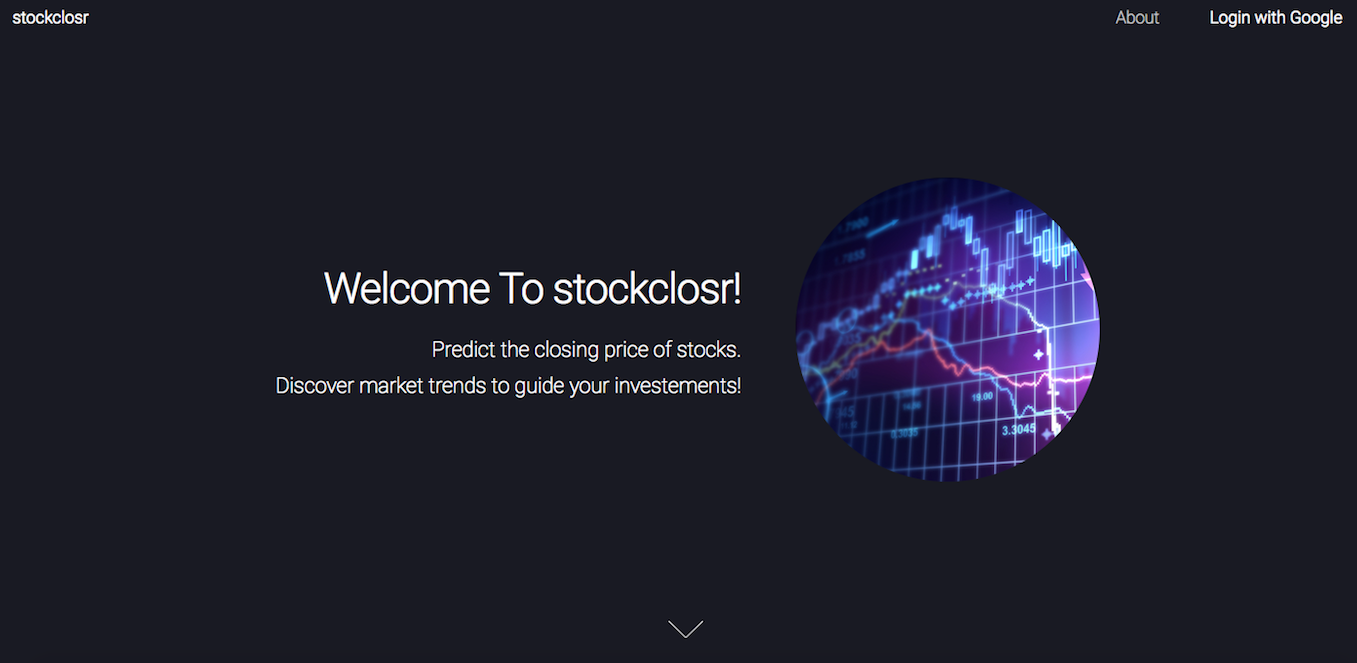 stockclosr
About
Login with Google
Welcome To stockclosr!
Predict the closing price of stocks.
Discover market trends to guide your investements!
.7855
19.00
3.3045